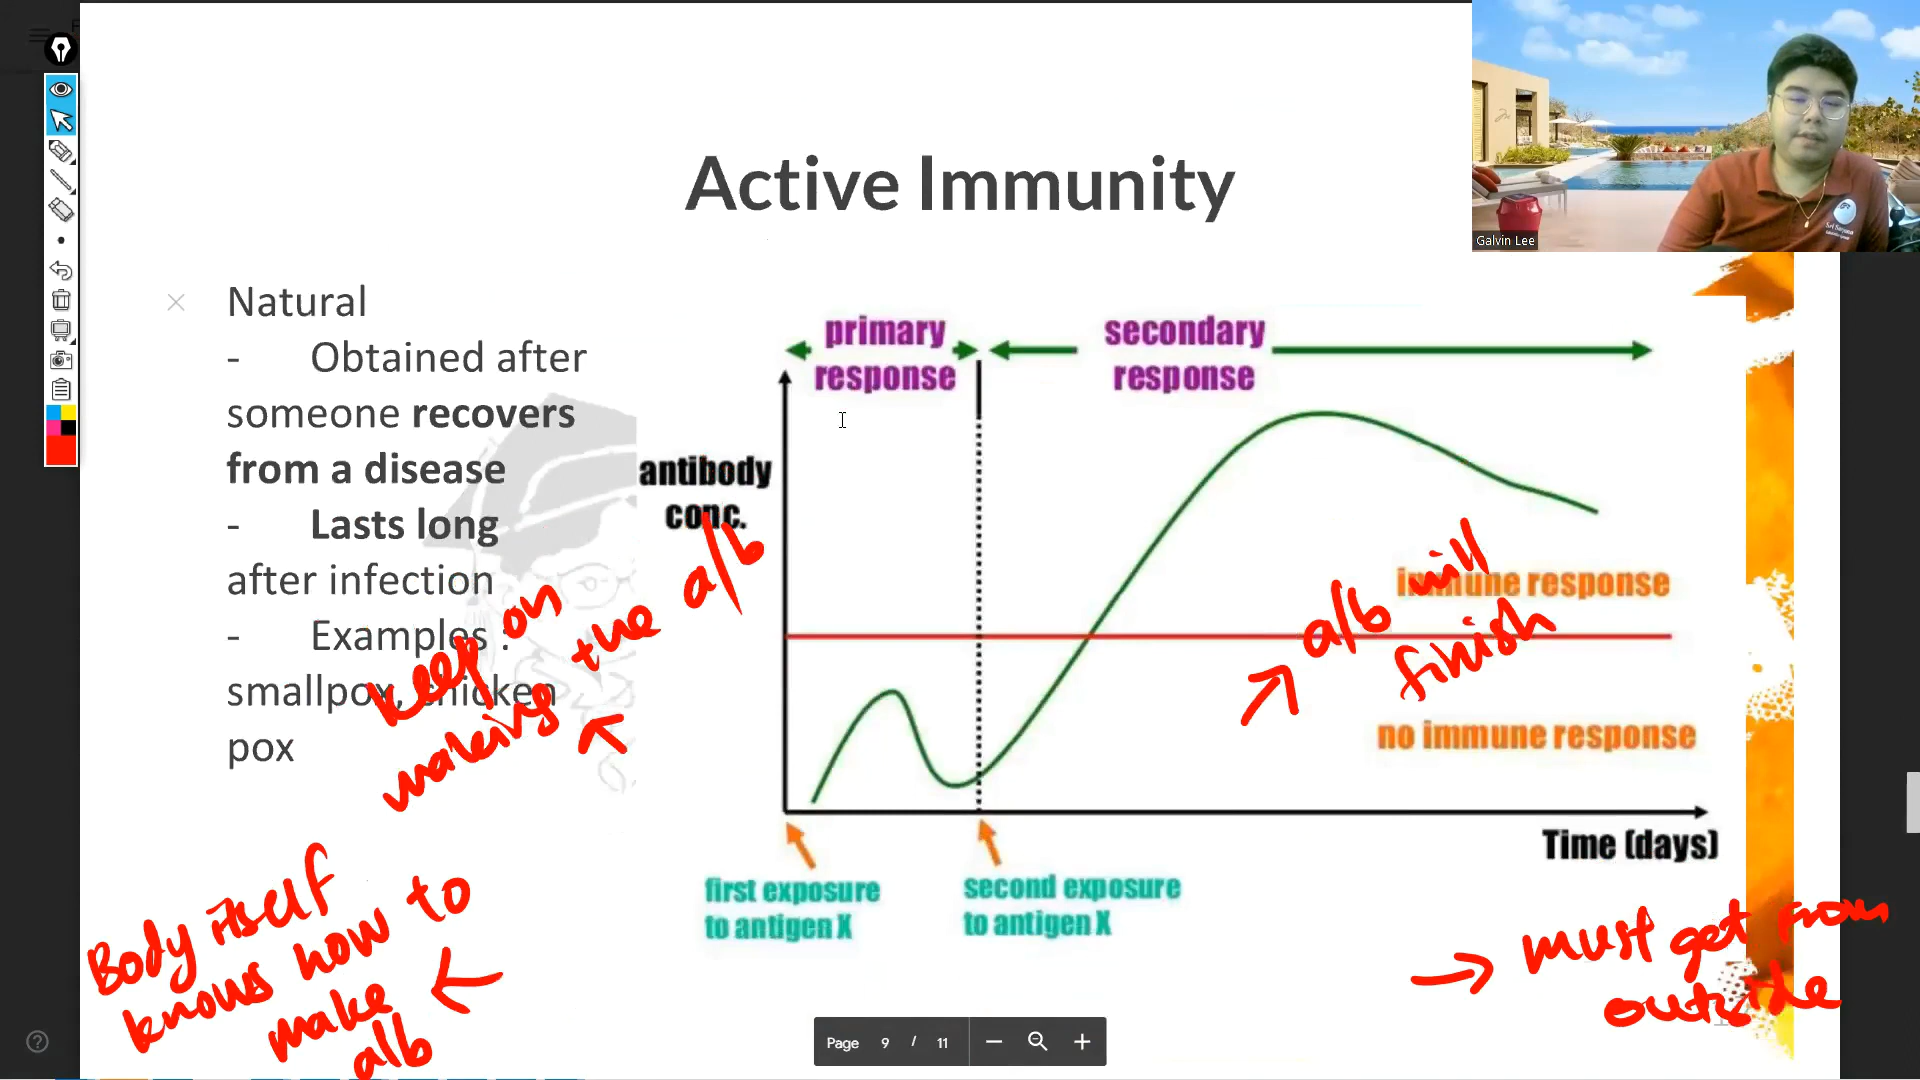 Active Immunity
Galvin Lee
× Natural
- Obtained after
someone recovers
from a disease
- Lasts long
after infection
- Examples :
smallpox, chicken
pox
primary
response
secondary
response
antibody
conc.
immune response
no immune response
Time (days)
first exposure
to antigen X
second exposure
to antigen X
keep on
making the a/b
a/b will
finish
Body itself
knows how to
make
a/b
must get from
outside
Page 9 / 11